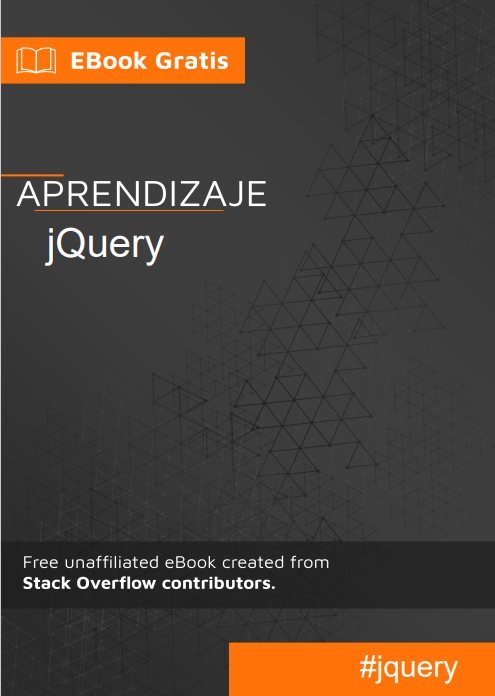 EBook Gratis
APRENDIZAJE
jQuery
Free unaffiliated eBook created from
Stack Overflow contributors.
#jquery